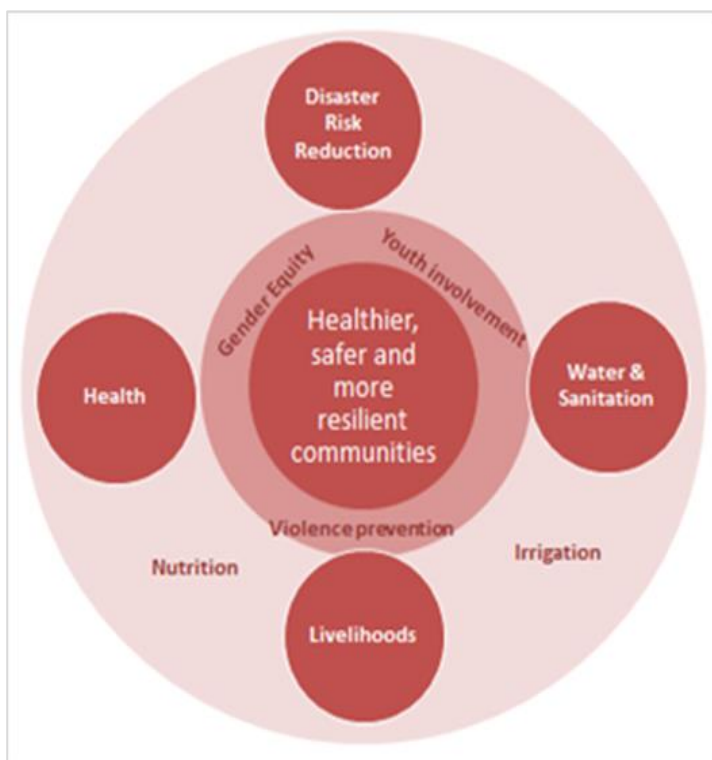 Disaster
Risk
Reduction
Gender Equity
Youth involvement
Healthier,
safer and
more
resilient
communities
Health
Water &
Sanitation
Violence prevention
Nutrition
Irrigation
Livelihoods